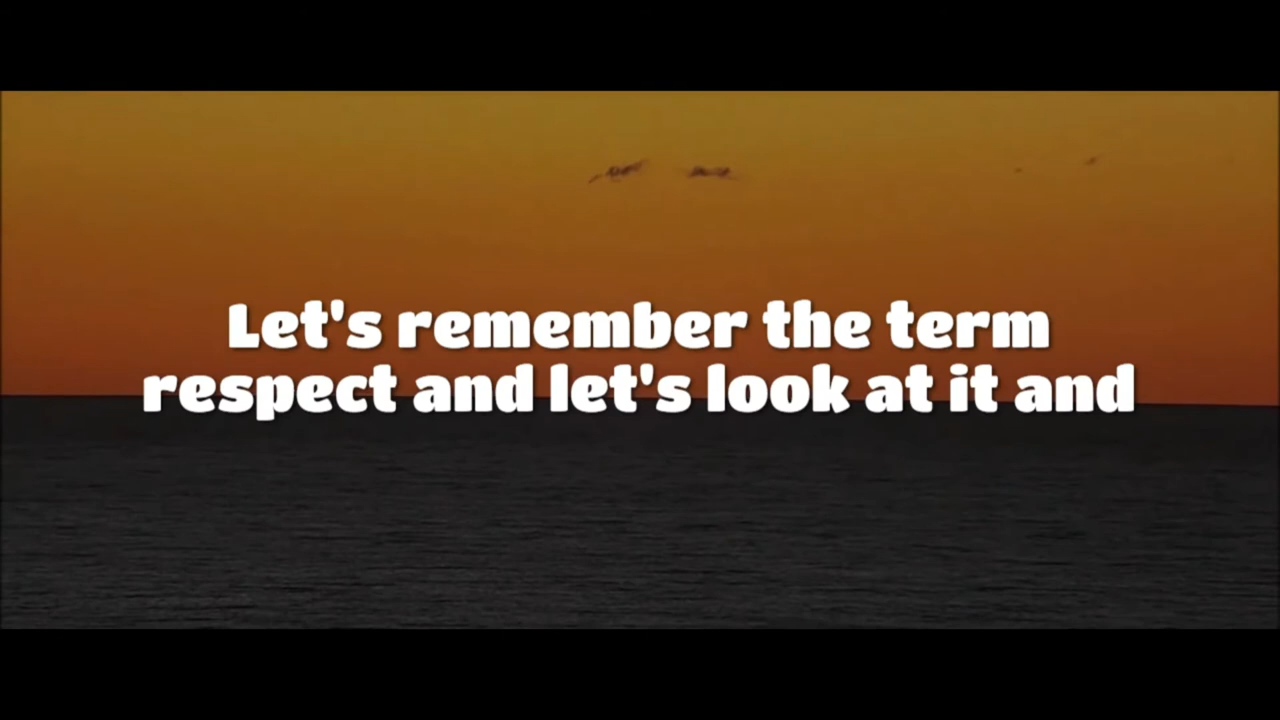 Let's remember the term
respect and let's look at it and